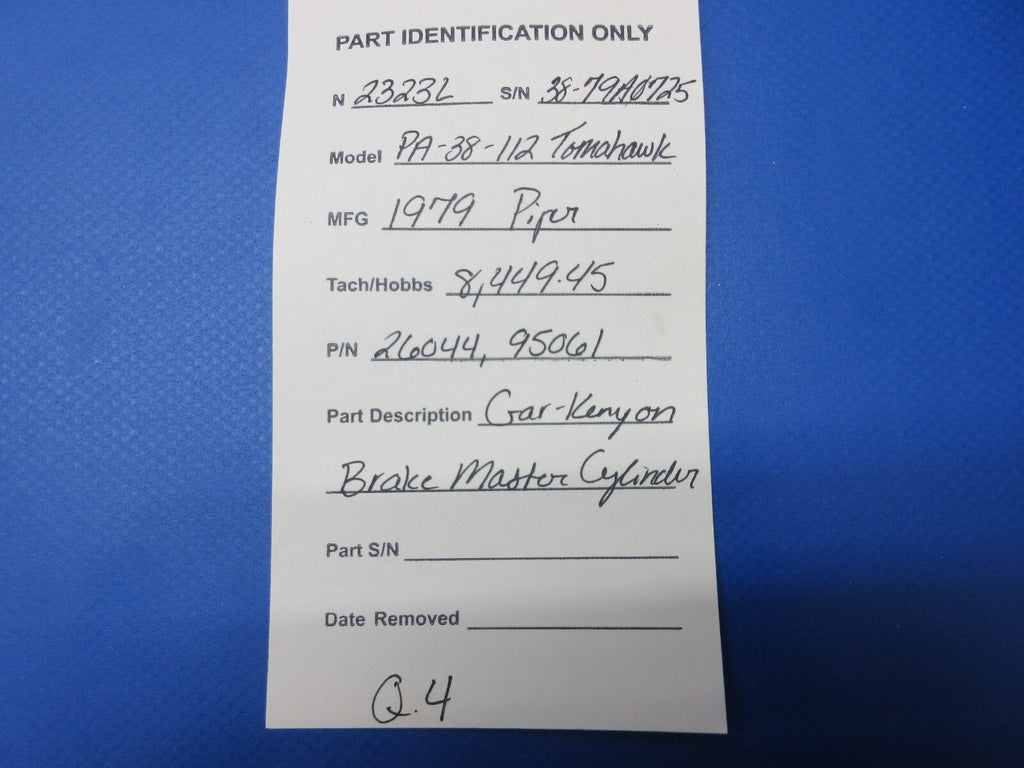 PART IDENTIFICATION ONLY
N 2323L S/N 38-79A0725
Model PA-38-112 Tomahawk
MFG 1979 Piper
Tach/Hobbs 8,449.45
P/N 26044, 95061
Part Description Gar-Kenyon
Brake Master Cylinder
Part S/N
Date Removed
Q.4